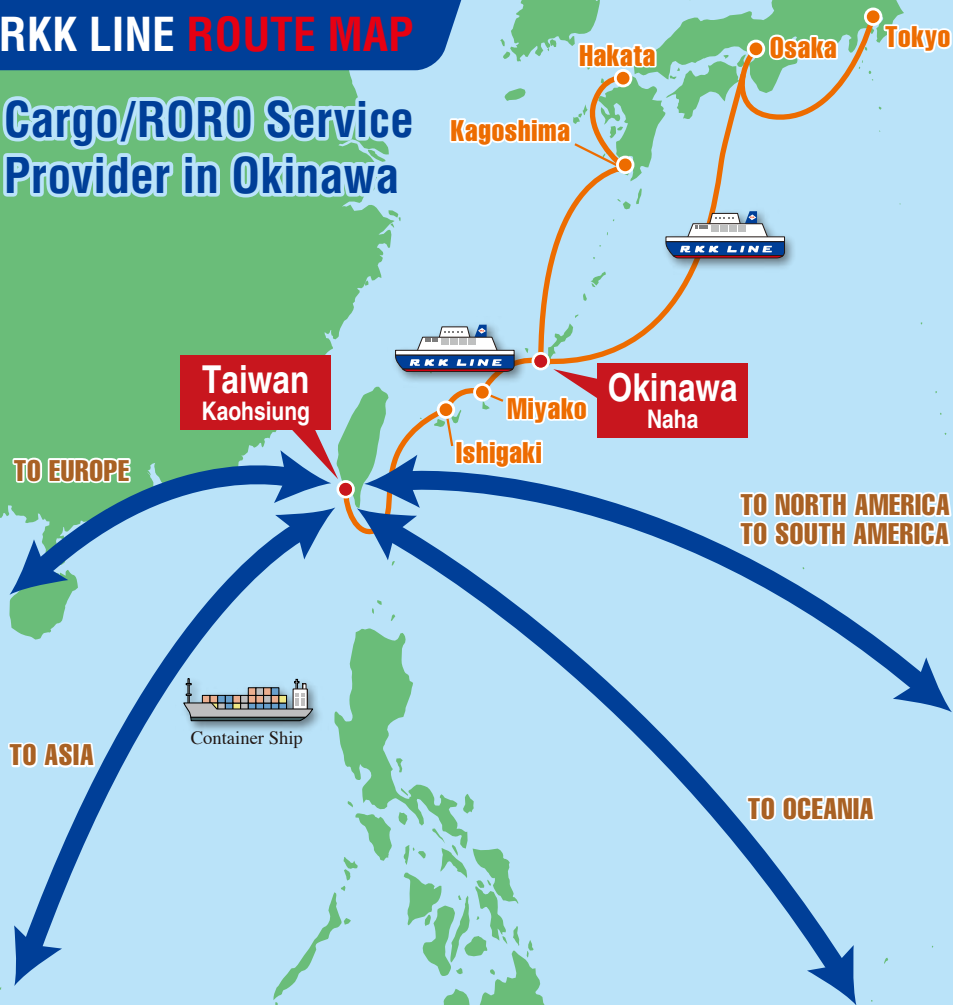 RKK LINE ROUTE MAP
Cargo/RORO Service
Provider in Okinawa
Tokyo
Osaka
Hakata
Kagoshima
RKK LINE
RKK LINE
Taiwan
Kaohsiung
Okinawa
Naha
Miyako
Ishigaki
TO EUROPE
TO NORTH AMERICA
TO SOUTH AMERICA
Container Ship
TO ASIA
TO OCEANIA